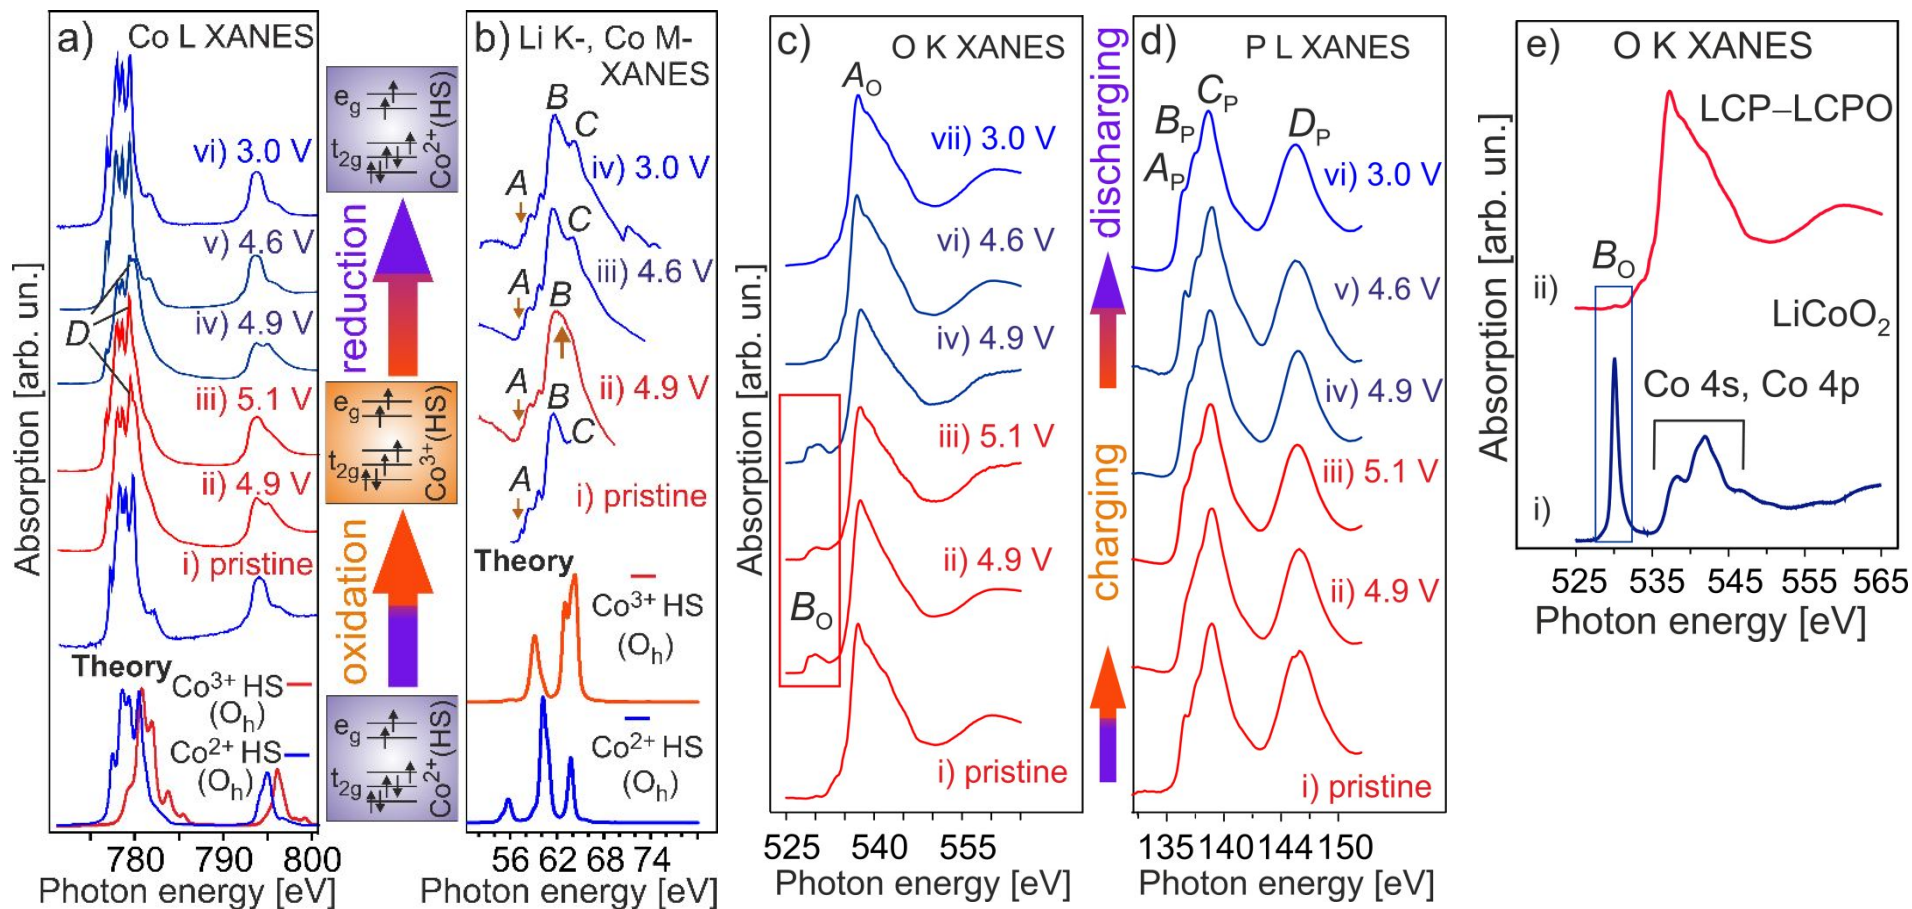 a) Co L XANES
vi) 3.0 V
v) 4.6 V
D
iv) 4.9 V
iii) 5.1 V
ii) 4.9 V
i) pristine
Theory
Co3+ HS
(Oh)
Co2+ HS
(Oh)
780 790 800
Photon energy [eV]
Absorption [arb. un.]
eg
t2g
Co2+(HS)
reduction
eg
t2g
Co3+(HS)
oxidation
eg
t2g
Co2+(HS)
b) Li K-, Co M-
XANES
B
C
A
iv) 3.0 V
C
iii) 4.6 V
A
B
ii) 4.9 V
A
B
C
A
i) pristine
Theory
Co3+ HS
(Oh)
Co2+ HS
(Oh)
56 62 68 74
Photon energy [eV]
c) O K XANES
AO
vii) 3.0 V
vi) 4.6 V
iv) 4.9 V
iii) 5.1 V
ii) 4.9 V
BO
i) pristine
525 540 555
Photon energy [eV]
Absorption [arb. un.]
discharging
charging
d) P L XANES
CP
BP
DP
AP
vi) 3.0 V
v) 4.6 V
iv) 4.9 V
iii) 5.1 V
ii) 4.9 V
i) pristine
135 140 144 150
Photon energy [eV]
e) O K XANES
LCP–LCPO
BO
ii)
LiCoO2
Co 4s, Co 4p
i)
525 535 545 555 565
Photon energy [eV]
Absorption [arb. un.]